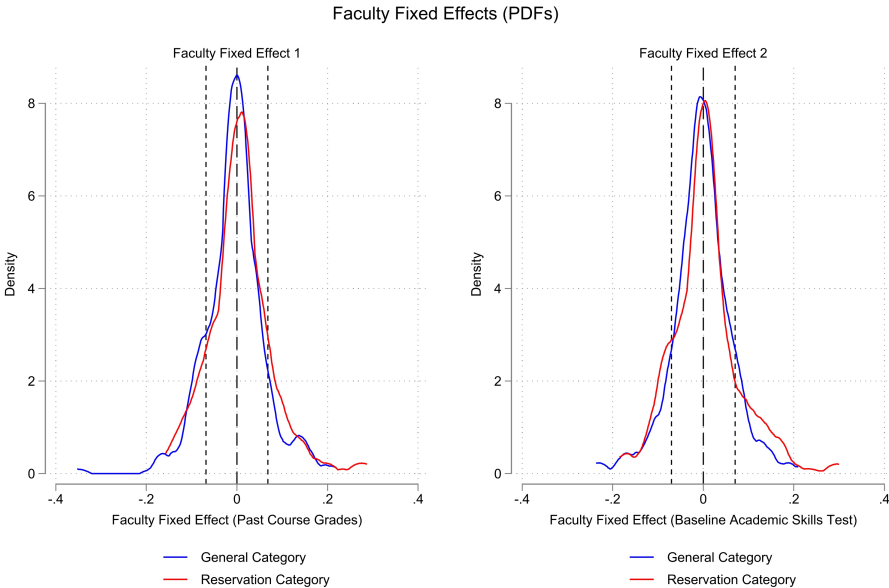 Faculty Fixed Effects (PDFs)
Faculty Fixed Effect 1
Density
8
6
4
2
0
-.4 -.2 0 .2 .4
Faculty Fixed Effect (Past Course Grades)
General Category
Reservation Category
Faculty Fixed Effect 2
Density
8
6
4
2
0
-.4 -.2 0 .2 .4
Faculty Fixed Effect (Baseline Academic Skills Test)
General Category
Reservation Category